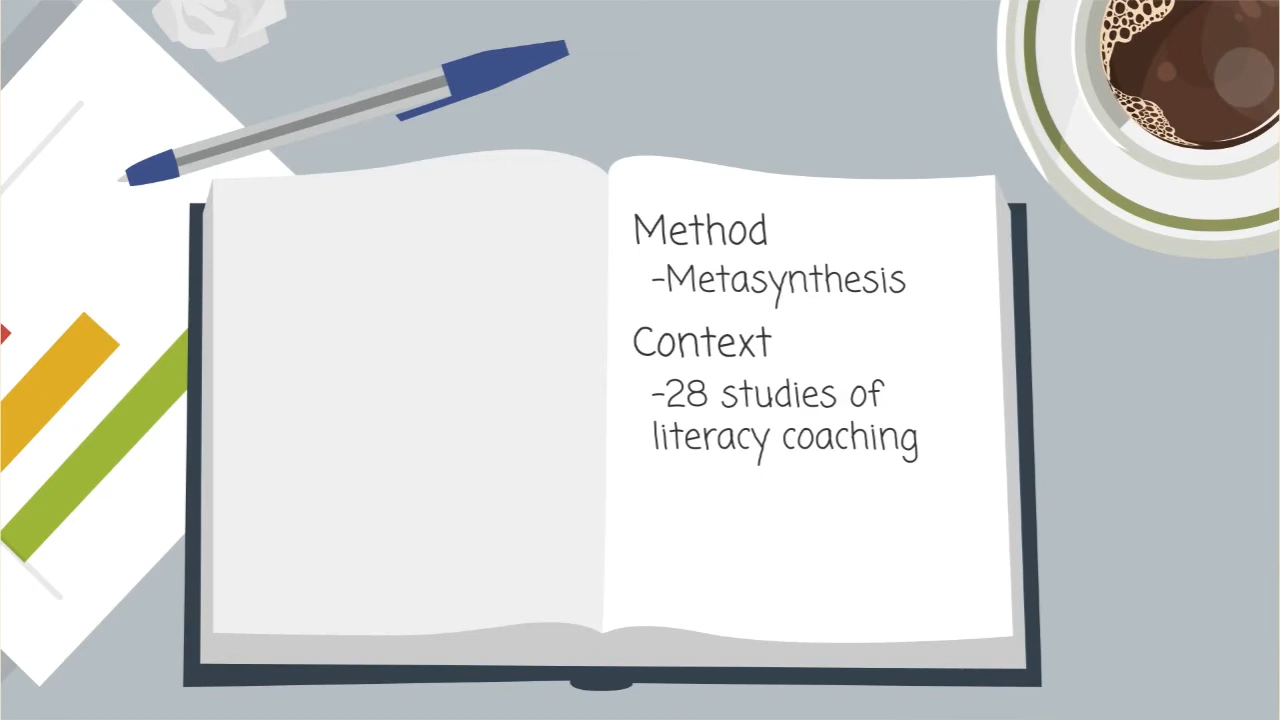 Method
-Metasynthesis
Context
-28 studies of
literacy coaching